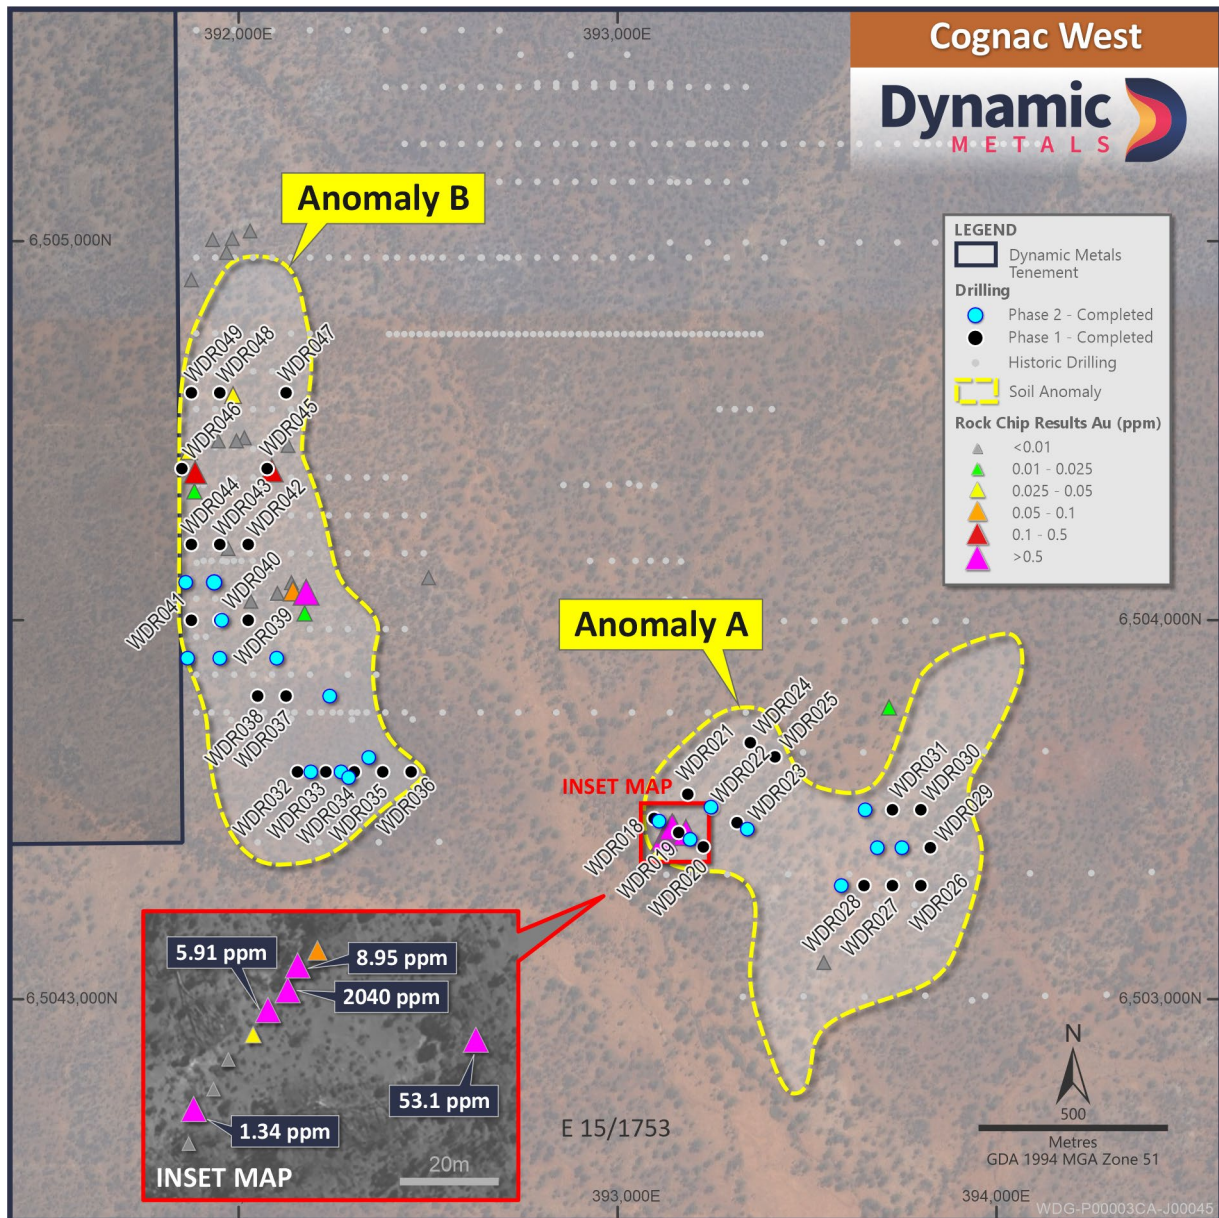 392,000E
393,000E
Cognac West
Dynamic
METALS
Anomaly B
6,505,000N
LEGEND
Dynamic Metals
Tenement
Drilling
Phase 2 - Completed
Phase 1 - Completed
Historic Drilling
Soil Anomaly
Rock Chip Results Au (ppm)
<0.01
0.01 - 0.025
0.025 - 0.05
0.05 - 0.1
0.1 - 0.5
>0.5
WDR049
WDR048
WDR047
WDR046
WDR045
WDR044
WDR043
WDR042
WDR041
WDR040
WDR039
Anomaly A
6,504,000N
WDR038
WDR037
WDR024
WDR025
WDR021
WDR022
WDR023
INSET MAP
WDR031
WDR030
WDR029
WDR032
WDR033
WDR034
WDR035
WDR036
WDR018
WDR019
WDR020
WDR028
WDR027
WDR026
6,5043,000N
6,503,000N
5.91 ppm
8.95 ppm
2040 ppm
53.1 ppm
1.34 ppm
20m
INSET MAP
E 15/1753
N
500
Metres
GDA 1994 MGA Zone 51
393,000E
394,000E
WDG-P00003CA-J00045